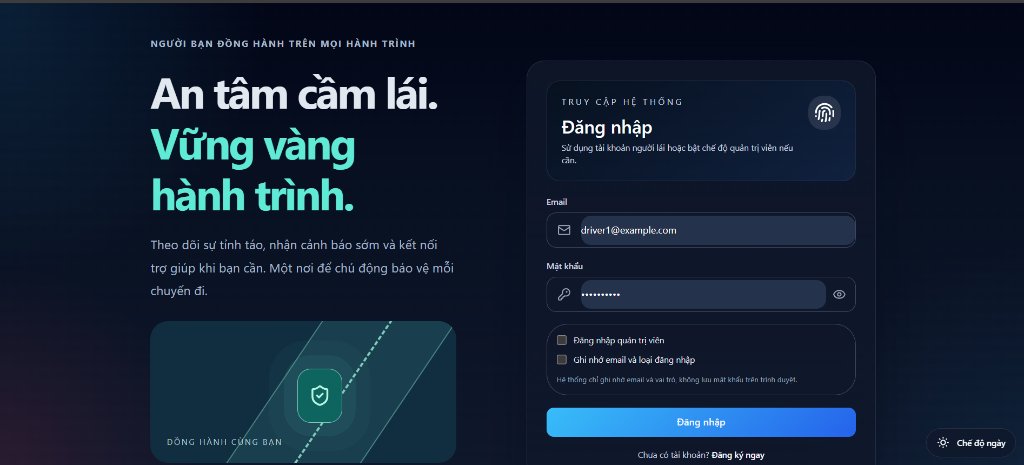 NGƯỜI BẠN ĐỒNG HÀNH TRÊN MỌI HÀNH TRÌNH
An tâm cầm lái.
Vững vàng
hành trình.
Theo dõi sự tỉnh táo, nhận cảnh báo sớm và kết nối
trợ giúp khi bạn cần. Một nơi để chủ động bảo vệ mỗi
chuyến đi.
ĐỒNG HÀNH CÙNG BẠN
TRUY CẬP HỆ THỐNG
Đăng nhập
Sử dụng tài khoản người lái hoặc bật chế độ quản trị viên nếu
cần.
Email
driver1@example.com
Mật khẩu
••••••••••
Đăng nhập quản trị viên
Ghi nhớ email và loại đăng nhập
Hệ thống chỉ ghi nhớ email và vai trò, không lưu mật khẩu trên trình duyệt.
Đăng nhập
Chưa có tài khoản? Đăng ký ngay
Chế độ ngày